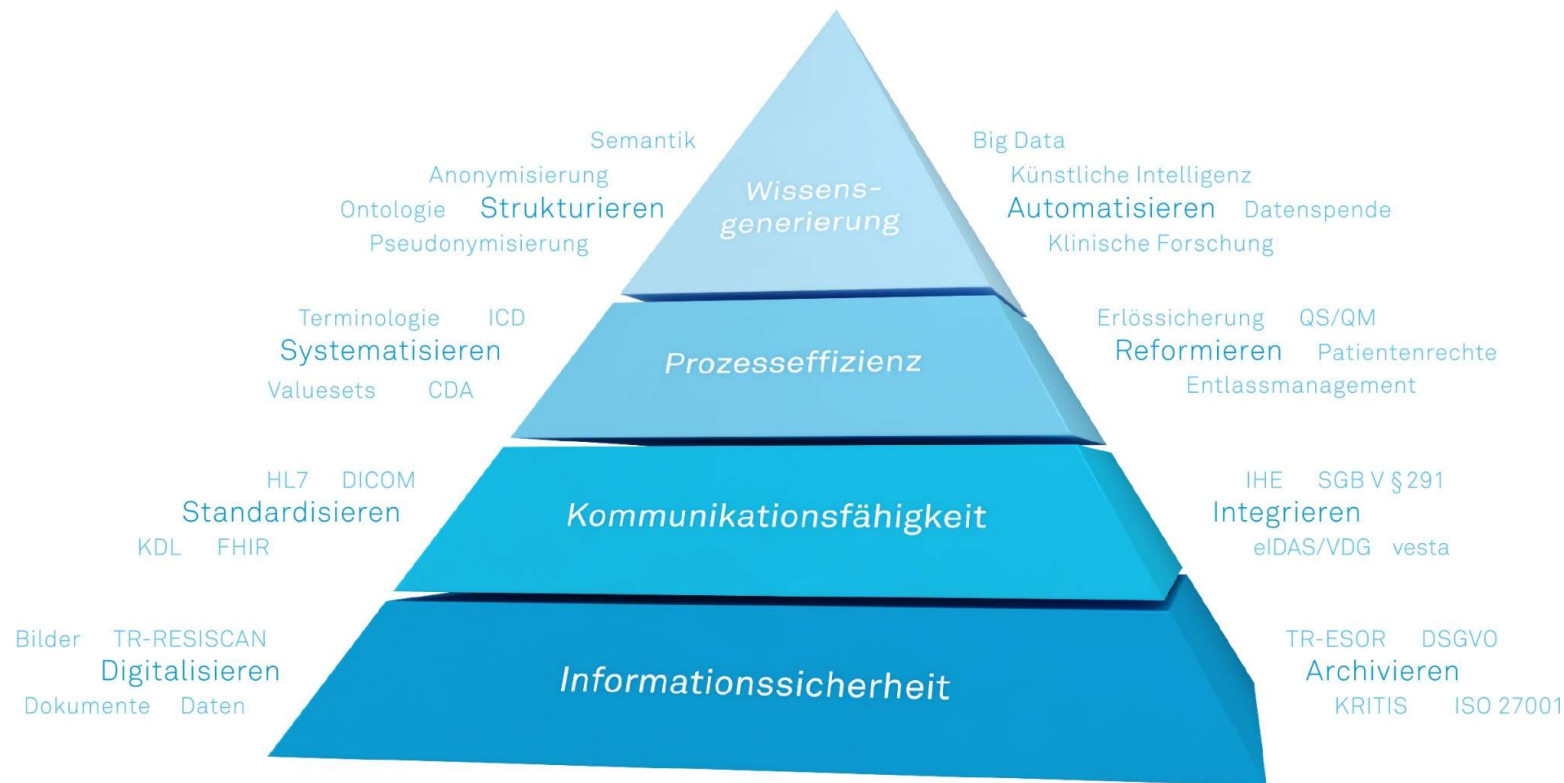 Semantik
Anonymisierung
Ontologie Strukturieren
Pseudonymisierung
Wissens-
generierung
Big Data
Künstliche Intelligenz
Automatisieren Datenspende
Klinische Forschung
Terminologie ICD
Systematisieren
Valuesets CDA
Prozesseffizienz
Erlössicherung QS/QM
Reformieren Patientenrechte
Entlassmanagement
HL7 DICOM
Standardisieren
KDL FHIR
Kommunikationsfähigkeit
IHE SGB V § 291
Integrieren
eIDAS/VDG vesta
Bilder TR-RESISCAN
Digitalisieren
Dokumente Daten
Informationssicherheit
TR-ESOR DSGVO
Archivieren
KRITIS ISO 27001